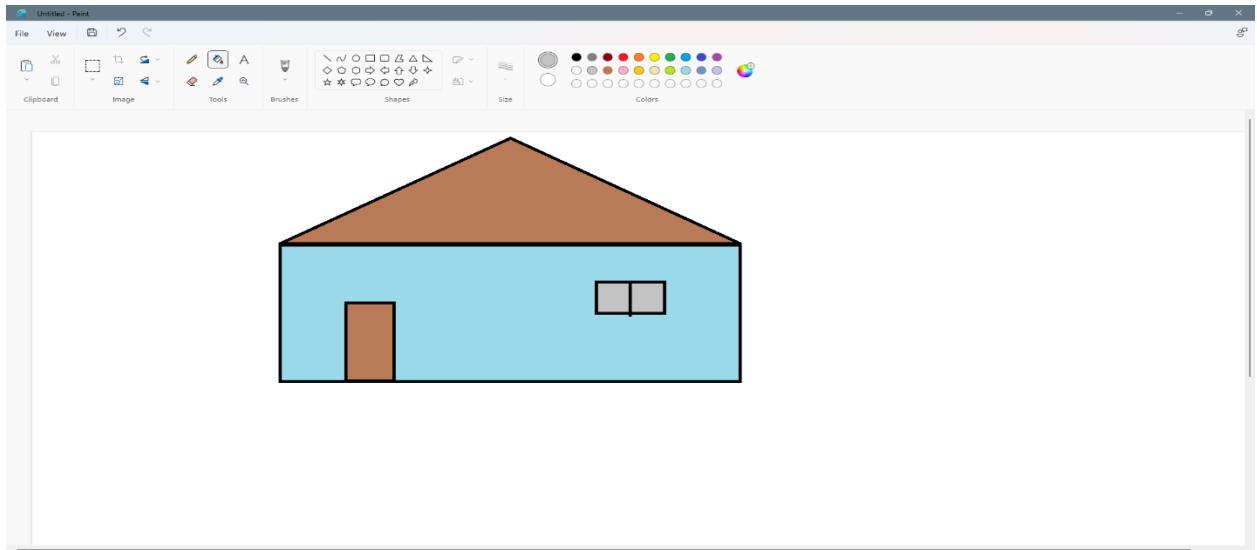 Untitled - Paint
File View
Clipboard Image Tools Brushes Shapes Size Colors